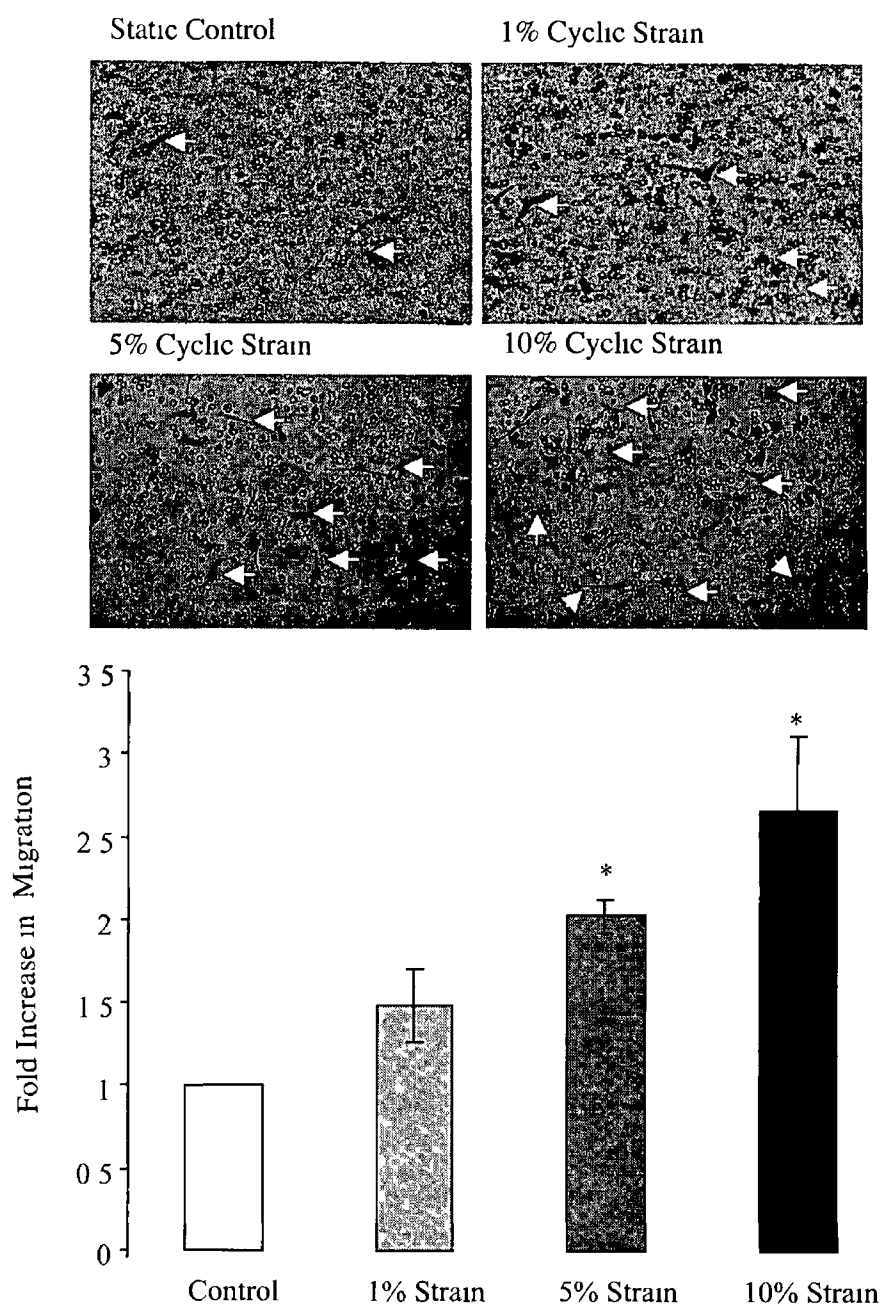 Static Control
1% Cyclic Strain
5% Cyclic Strain
10% Cyclic Strain
Fold Increase in Migration
3 5
3
2 5
2
1 5
1
0 5
0
*
*
Control
1% Strain
5% Strain
10% Strain